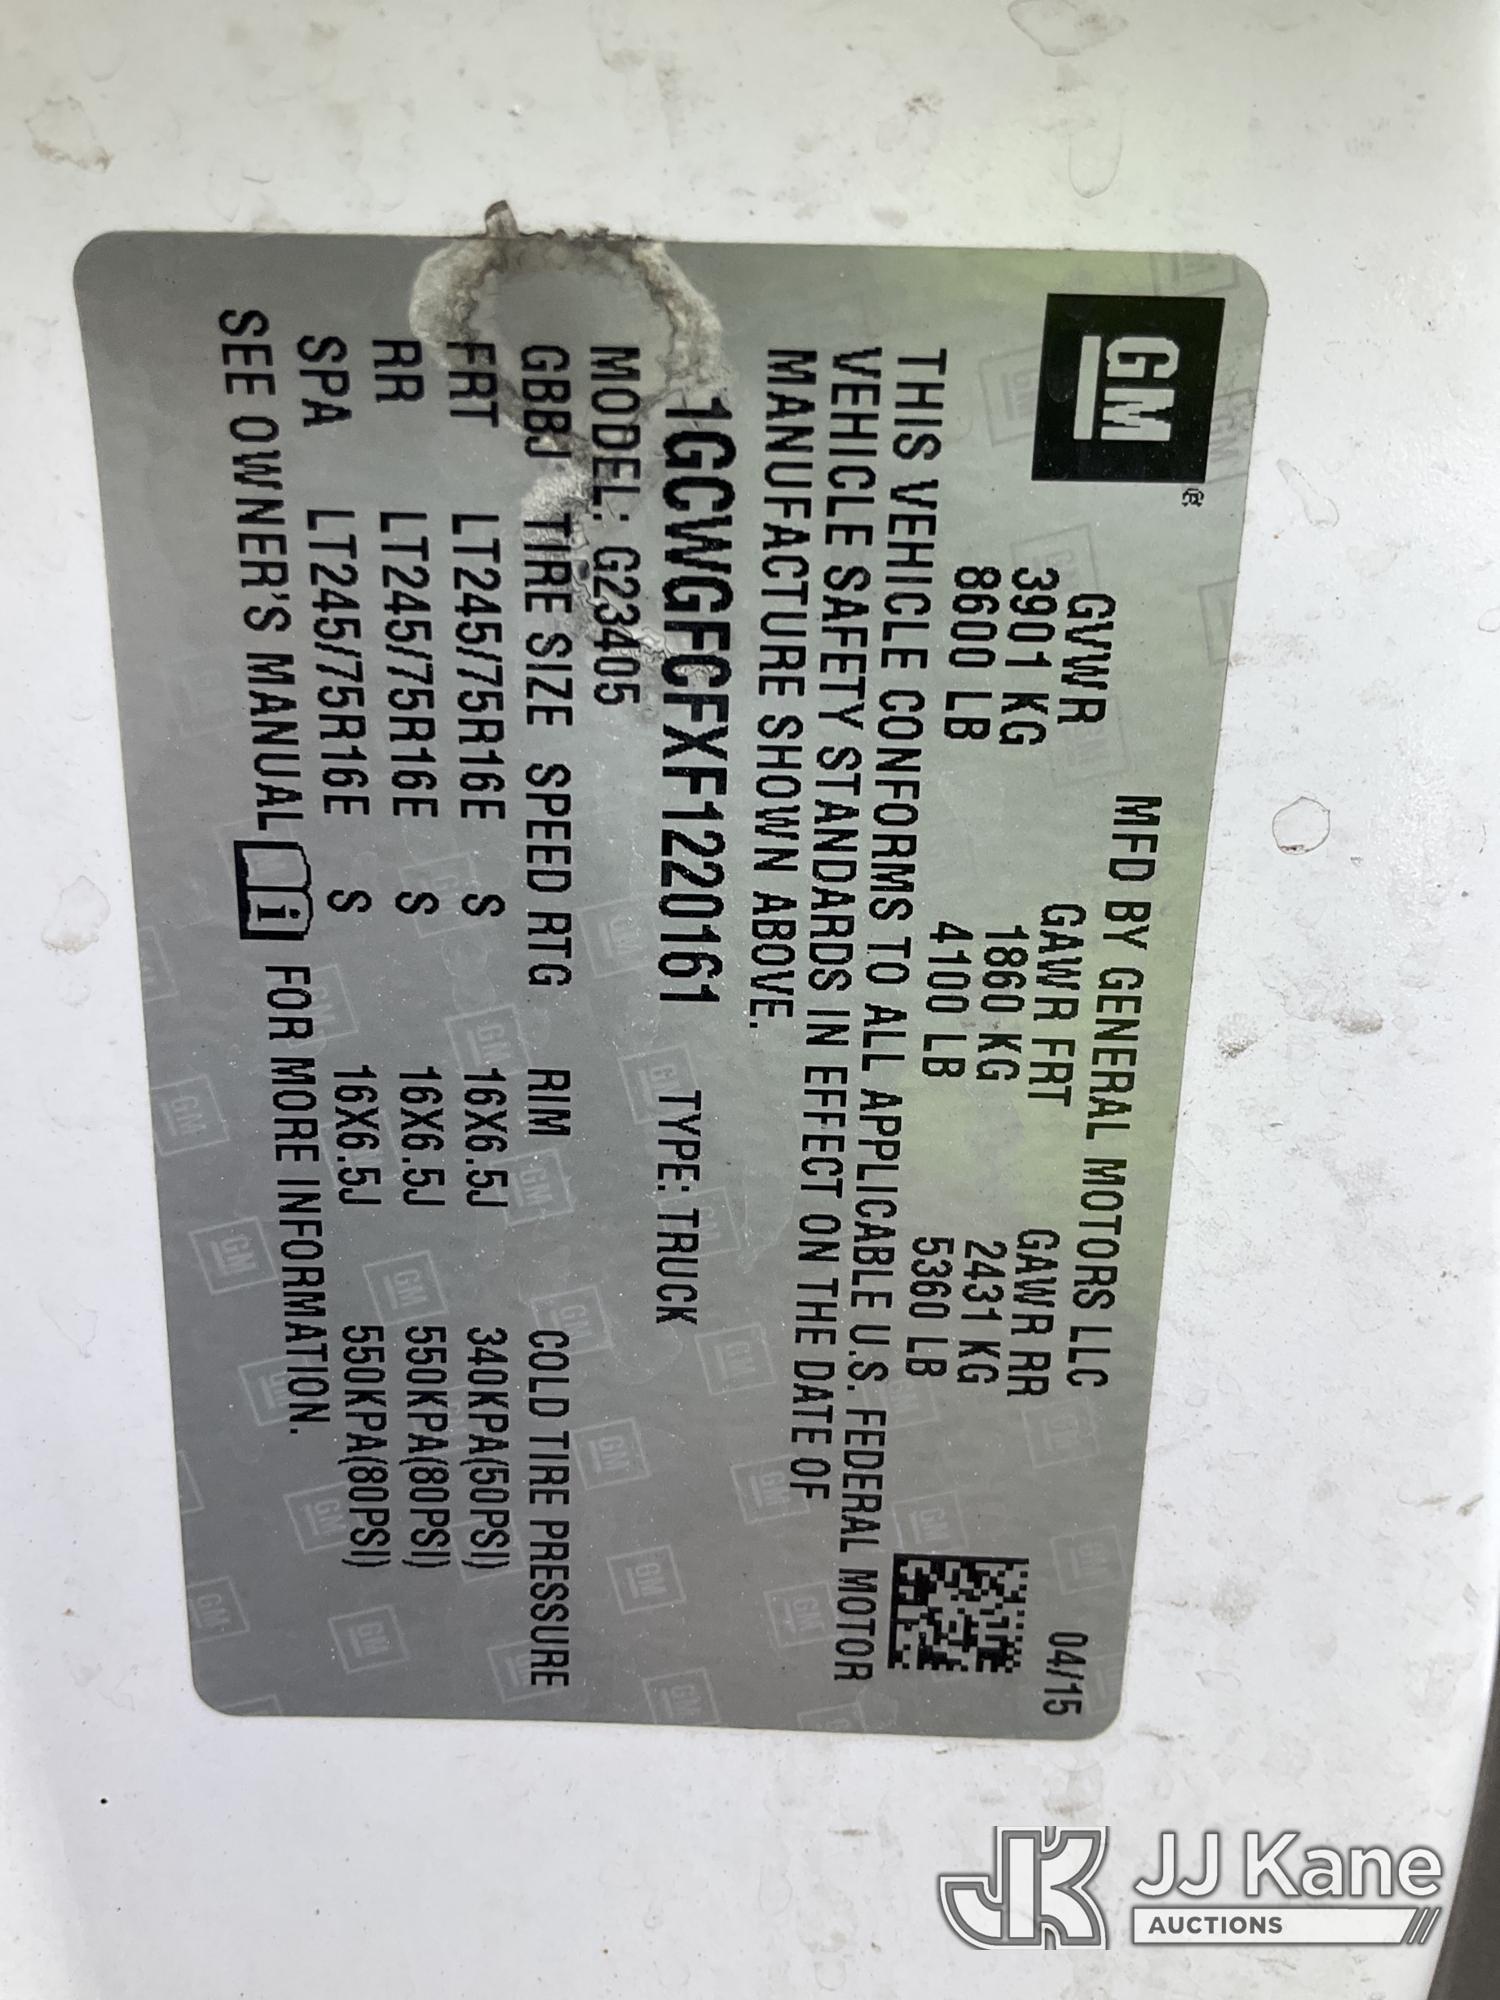 GM
MFD BY GENERAL MOTORS LLC 04/15
GVWR GAWR FRT GAWR RR
3901 KG 1860 KG 2431 KG
8600 LB 4100 LB 5360 LB
THIS VEHICLE CONFORMS TO ALL APPLICABLE U.S. FEDERAL MOTOR
VEHICLE SAFETY STANDARDS IN EFFECT ON THE DATE OF
MANUFACTURE SHOWN ABOVE.
1GCWGFCFXF1220161 TYPE: TRUCK
MODEL: G23405
GBBJ TIRE SIZE SPEED RTG RIM COLD TIRE PRESSURE
FRT LT245/75R16E S 16X6.5J 340KPA(50PSI)
RR LT245/75R16E S 16X6.5J 550KPA(80PSI)
SPA LT245/75R16E S 16X6.5J 550KPA(80PSI)
SEE OWNER'S MANUAL i FOR MORE INFORMATION.
JK JJ Kane
AUCTIONS